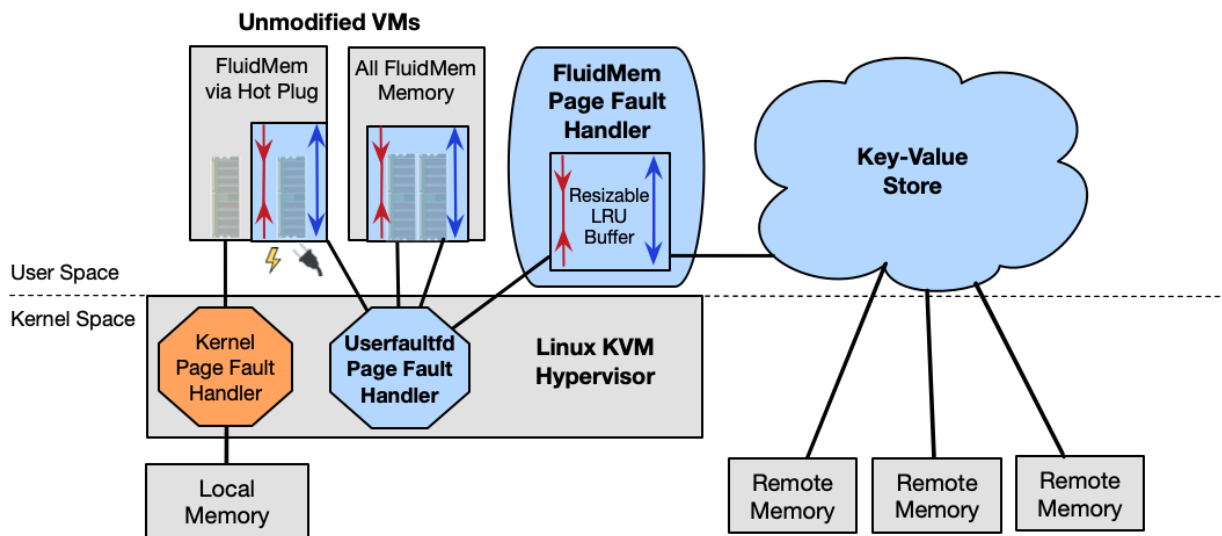 Unmodified VMs
FluidMem
via Hot Plug
All FluidMem
Memory
FluidMem
Page Fault
Handler
Resizable
LRU
Buffer
Key-Value
Store
User Space
Kernel Space
Kernel
Page Fault
Handler
Userfaultfd
Page Fault
Handler
Linux KVM
Hypervisor
Local
Memory
Remote
Memory
Remote
Memory
Remote
Memory